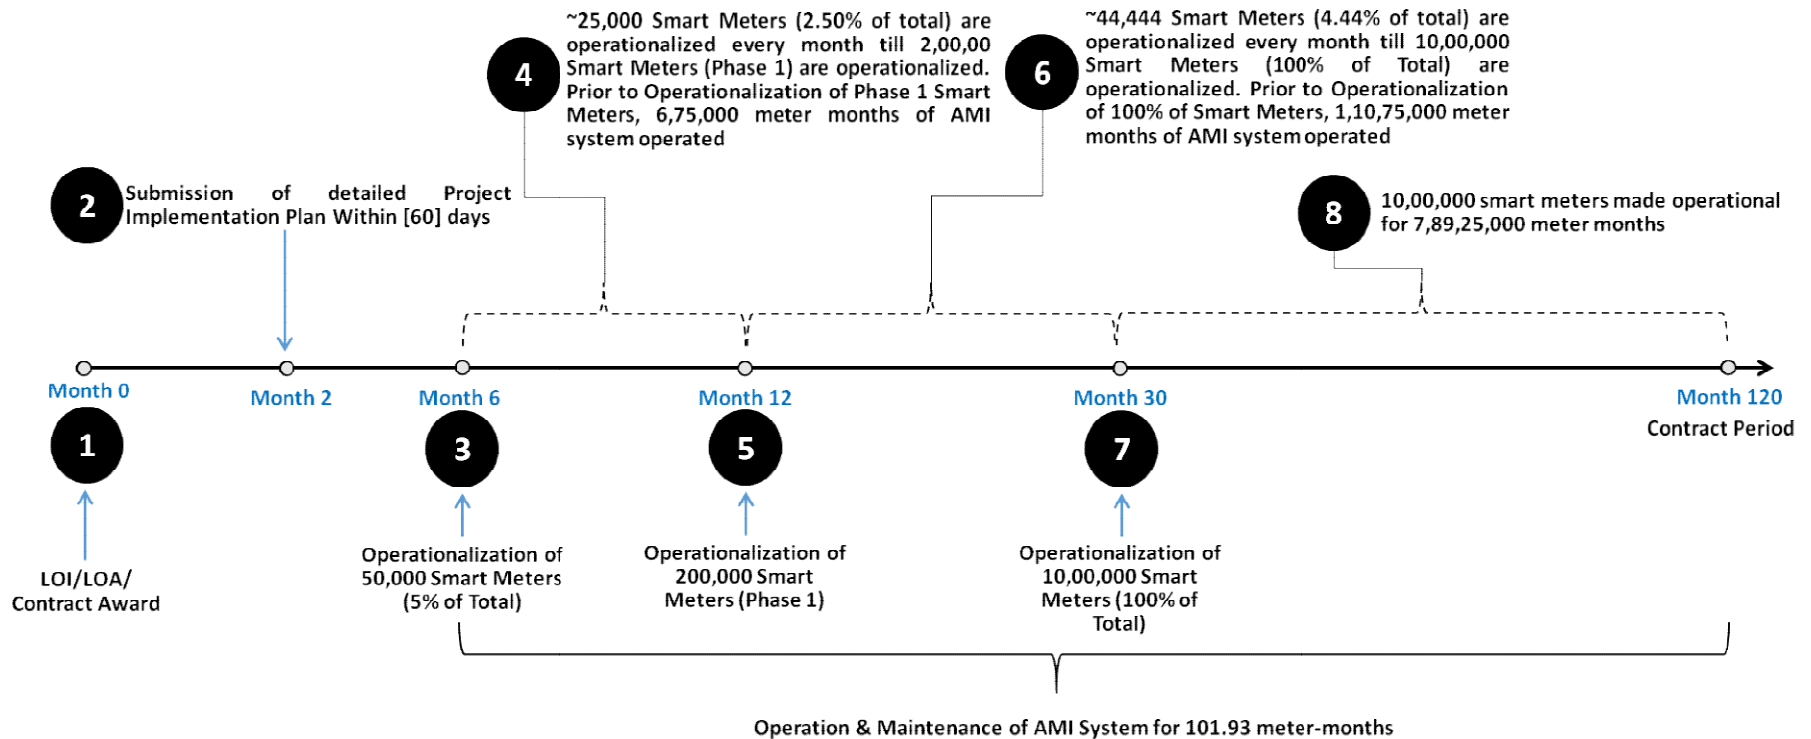 ~25,000 Smart Meters (2.50% of total) are
operationalized every month till 2,00,00
Smart Meters (Phase 1) are operationalized.
Prior to Operationalization of Phase 1 Smart
Meters, 6,75,000 meter months of AMI
system operated
4
~44,444 Smart Meters (4.44% of total) are
operationalized every month till 10,00,000
Smart Meters (100% of Total) are
operationalized. Prior to Operationalization
of 100% of Smart Meters, 1,10,75,000 meter
months of AMI system operated
6
2
Submission of detailed Project
Implementation Plan Within [60] days
8
10,00,000 smart meters made operational
for 7,89,25,000 meter months
Month 0
Month 2
Month 6
Month 12
Month 30
Month 120
Contract Period
1
3
5
7
LOI/LOA/
Contract Award
Operationalization of
50,000 Smart Meters
(5% of Total)
Operationalization of
200,000 Smart
Meters (Phase 1)
Operationalization of
10,00,000 Smart
Meters (100% of
Total)
Operation & Maintenance of AMI System for 101.93 meter-months